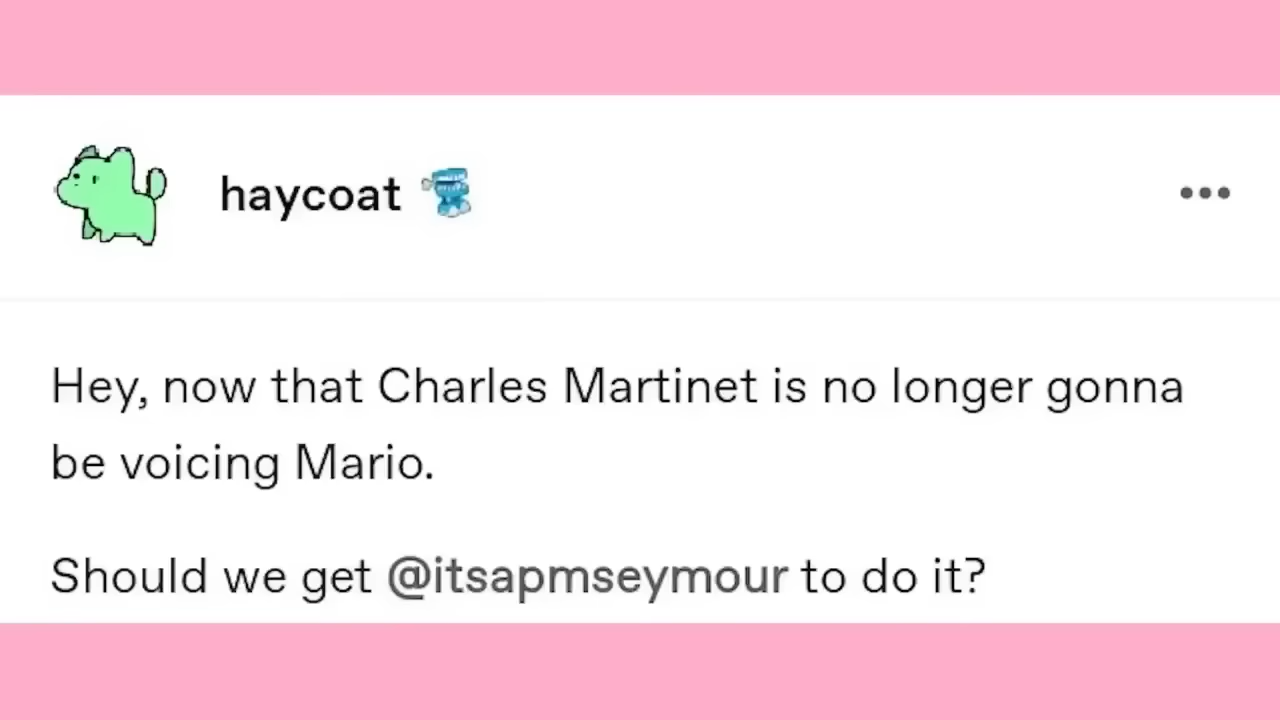 haycoat
Hey, now that Charles Martinet is no longer gonna
be voicing Mario.
Should we get @itsapmseymour to do it?